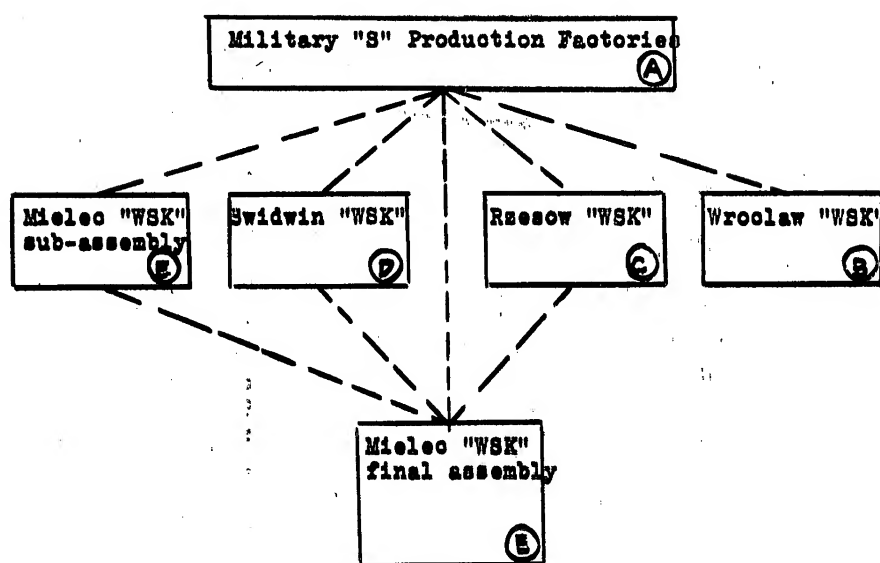 Military "S" Production Factories
A
Mielec "WSK"
sub-assembly
E
Swidwin "WSK"
D
Rzesow "WSK"
C
Wroclaw "WSK"
B
Mielec "WSK"
final assembly
E